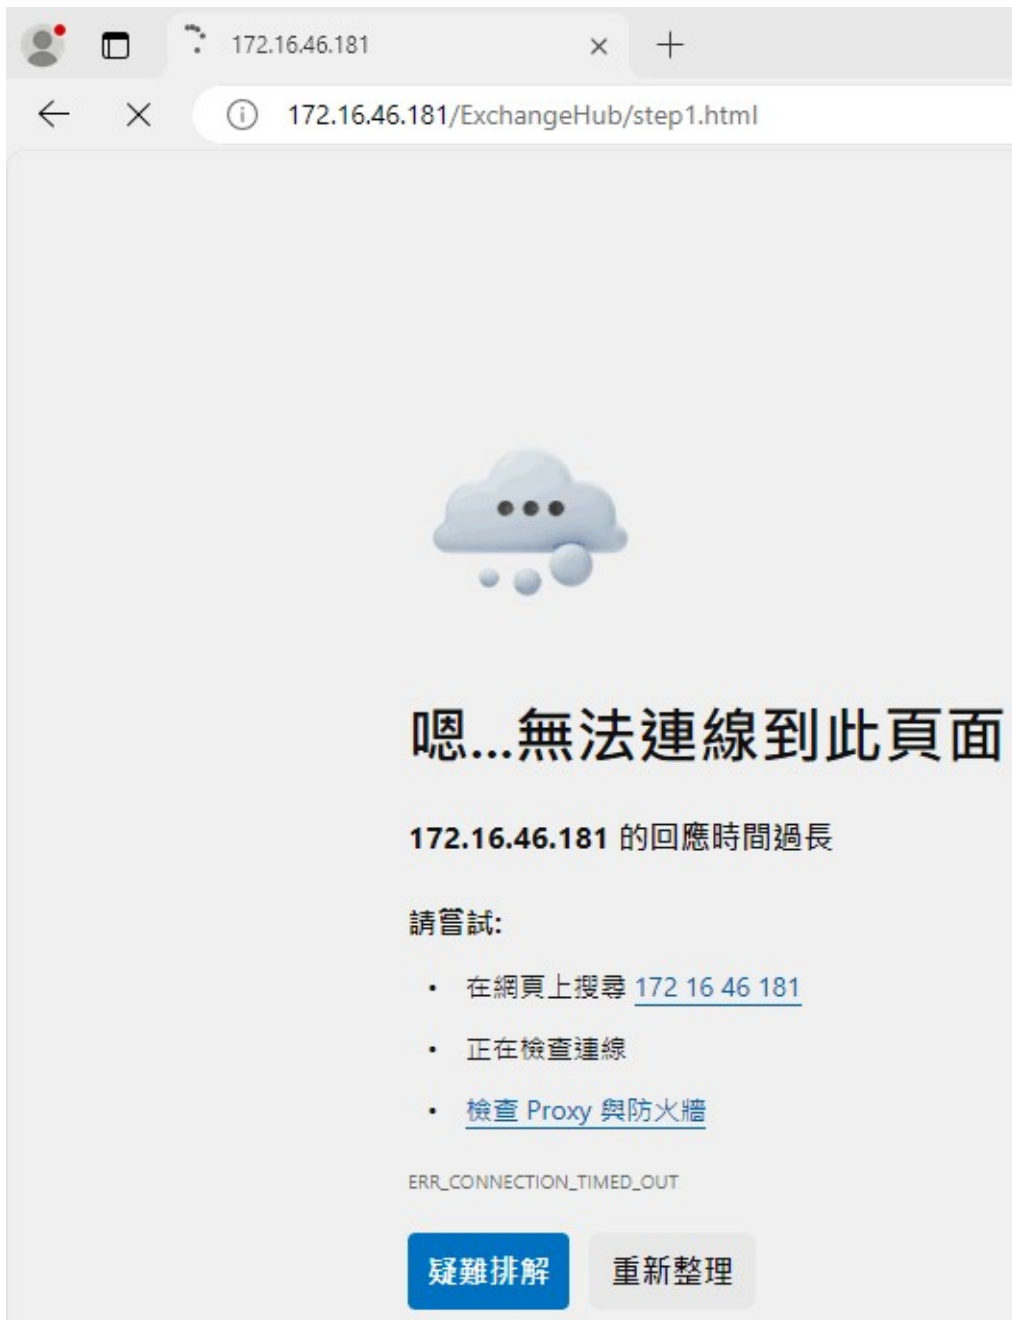 172.16.46.181
172.16.46.181/ExchangeHub/step1.html
嗯...無法連線到此頁面
172.16.46.181 的回應時間過長
請嘗試:
• 在網頁上搜尋 172 16 46 181
• 正在檢查連線
• 檢查 Proxy 與防火牆
ERR_CONNECTION_TIMED_OUT
疑難排解 重新整理